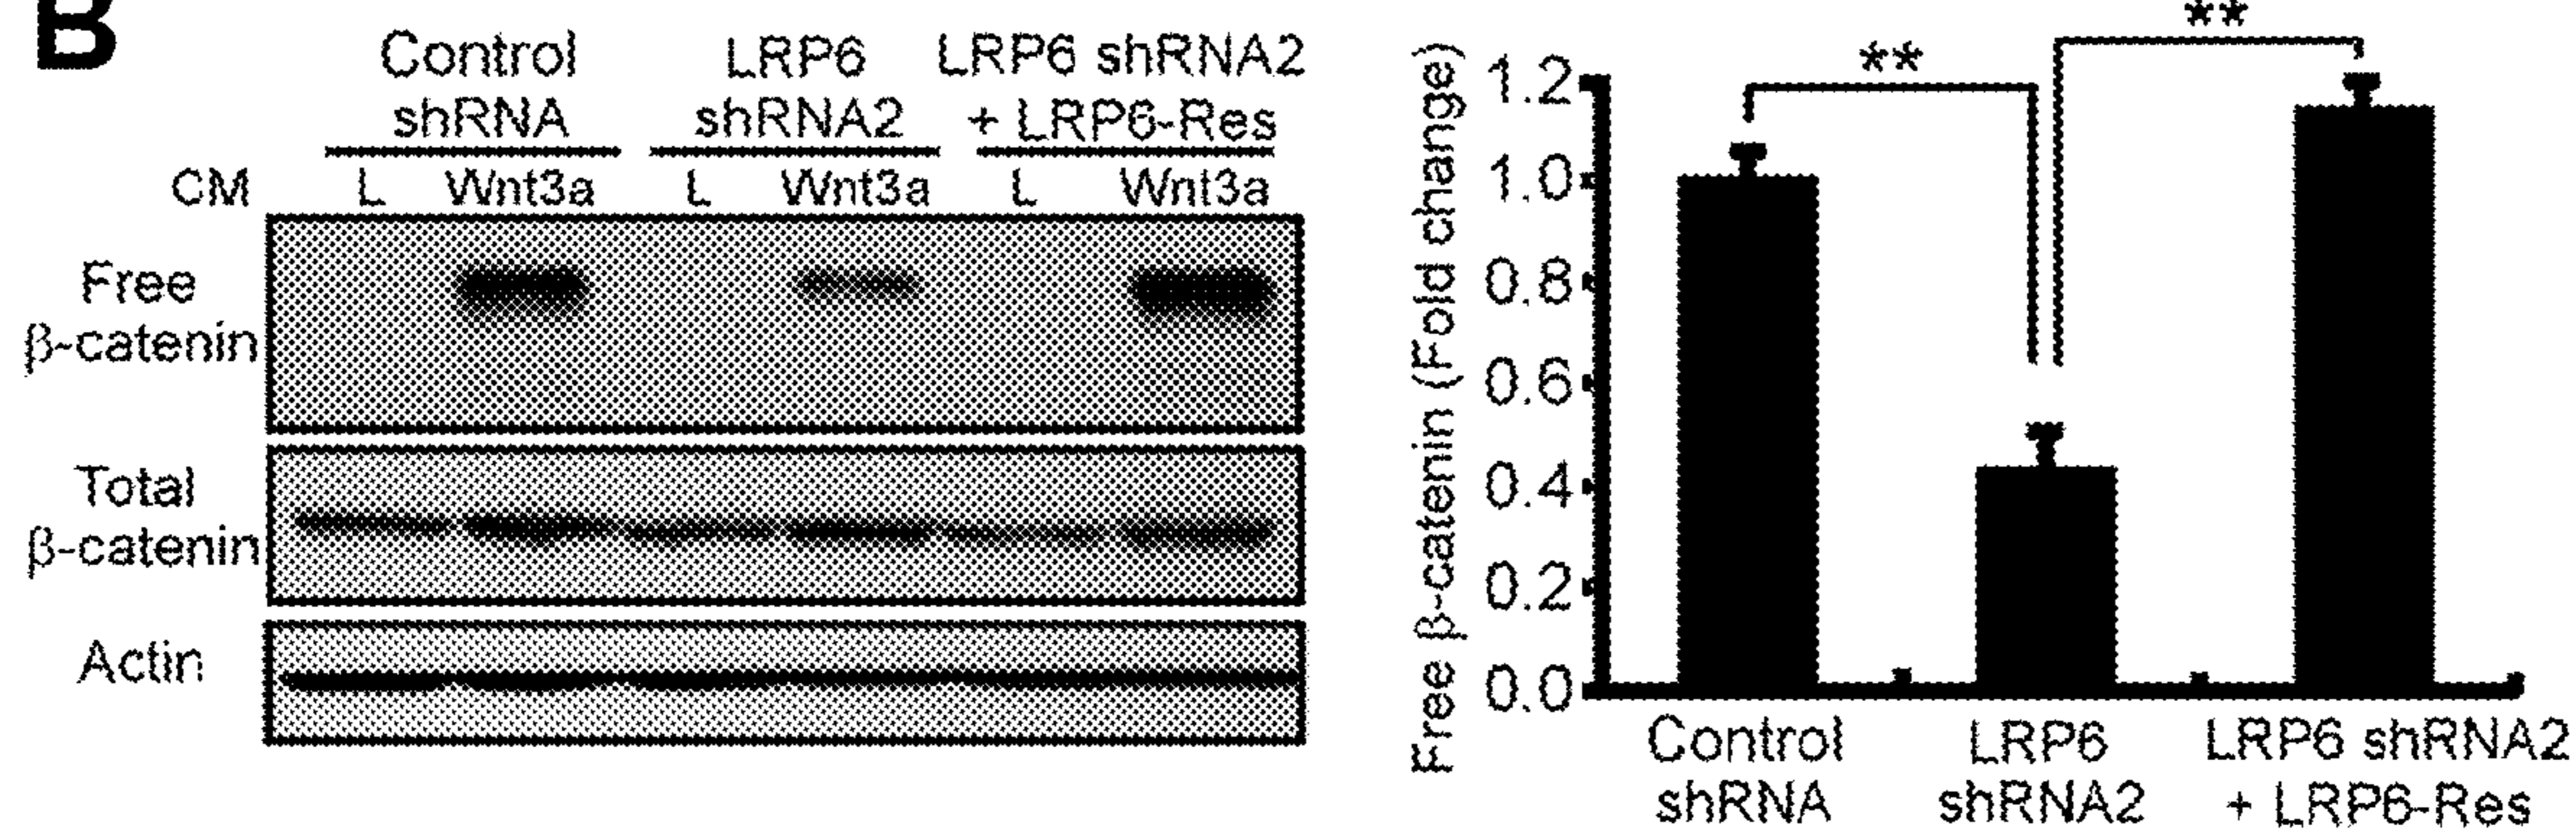 B
Control shRNA
LRP6 shRNA2
LRP6 shRNA2 + LRP6-Res
CM L Wnt3a L Wnt3a L Wnt3a
Free β-catenin
Total β-catenin
Actin
Free β-catenin (Fold change)
**
**
1.2
1.0
0.8
0.6
0.4
0.2
0.0
Control shRNA
LRP6 shRNA2
LRP6 shRNA2 + LRP6-Res